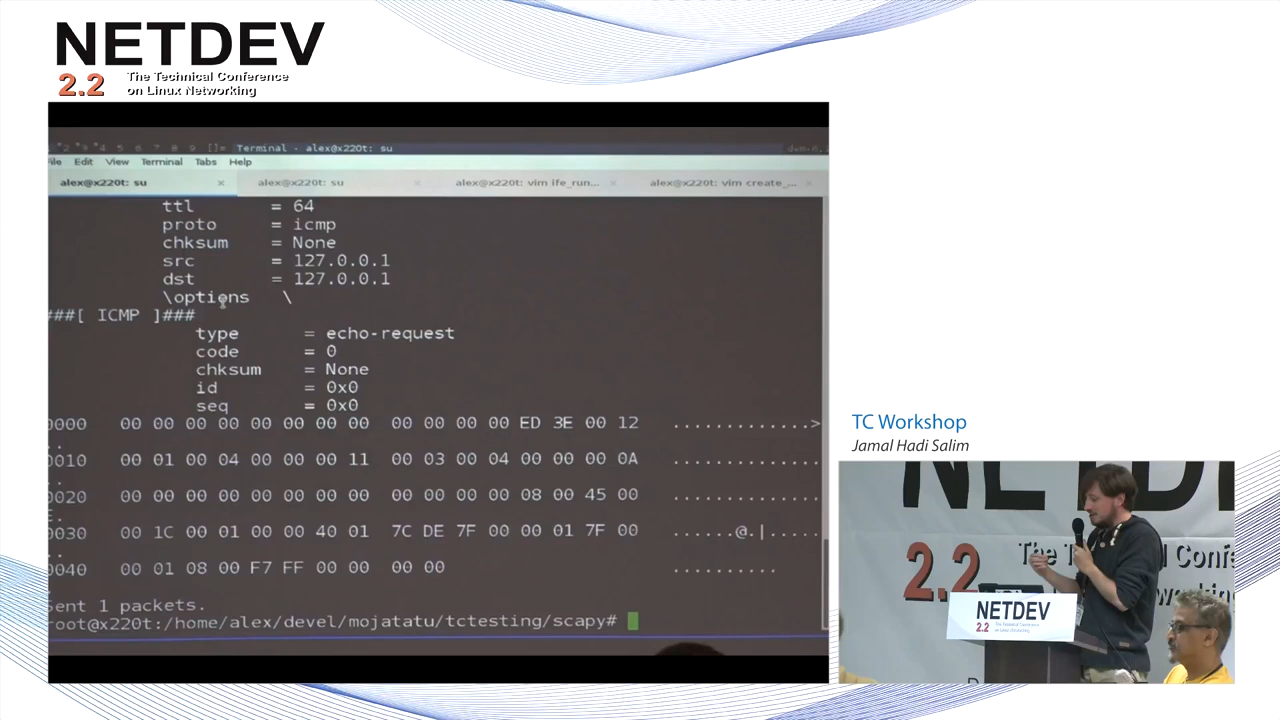 NETDEV
2.2 The Technical Conference
on Linux Networking
Terminal - alex@x220t: su
Edit View Terminal Tabs Help
alex@x220t: su × alex@x220t: su × alex@x220t: vim ife_run... × alex@x220t: vim create_... ×
ttl = 64
proto = icmp
chksum = None
src = 127.0.0.1
dst = 127.0.0.1
\options \
###[ ICMP ]###
type = echo-request
code = 0
chksum = None
id = 0x0
seq = 0x0
0000 00 00 00 00 00 00 00 00 00 00 00 00 ED 3E 00 12 .............>
..
0010 00 01 00 04 00 00 00 11 00 03 00 04 00 00 00 0A ................
..
0020 00 00 00 00 00 00 00 00 00 00 00 00 08 00 45 00 ................
E.
0030 00 1C 00 01 00 00 40 01 7C DE 7F 00 00 01 7F 00 ......@.|.....
..
0040 00 01 08 00 F7 FF 00 00 00 00 ..........
Sent 1 packets.
root@x220t:/home/alex/devel/mojatatu/tctesting/scapy#
TC Workshop
Jamal Hadi Salim
2.2
NETDEV
2.2 The Technical Conference
on Linux Networking